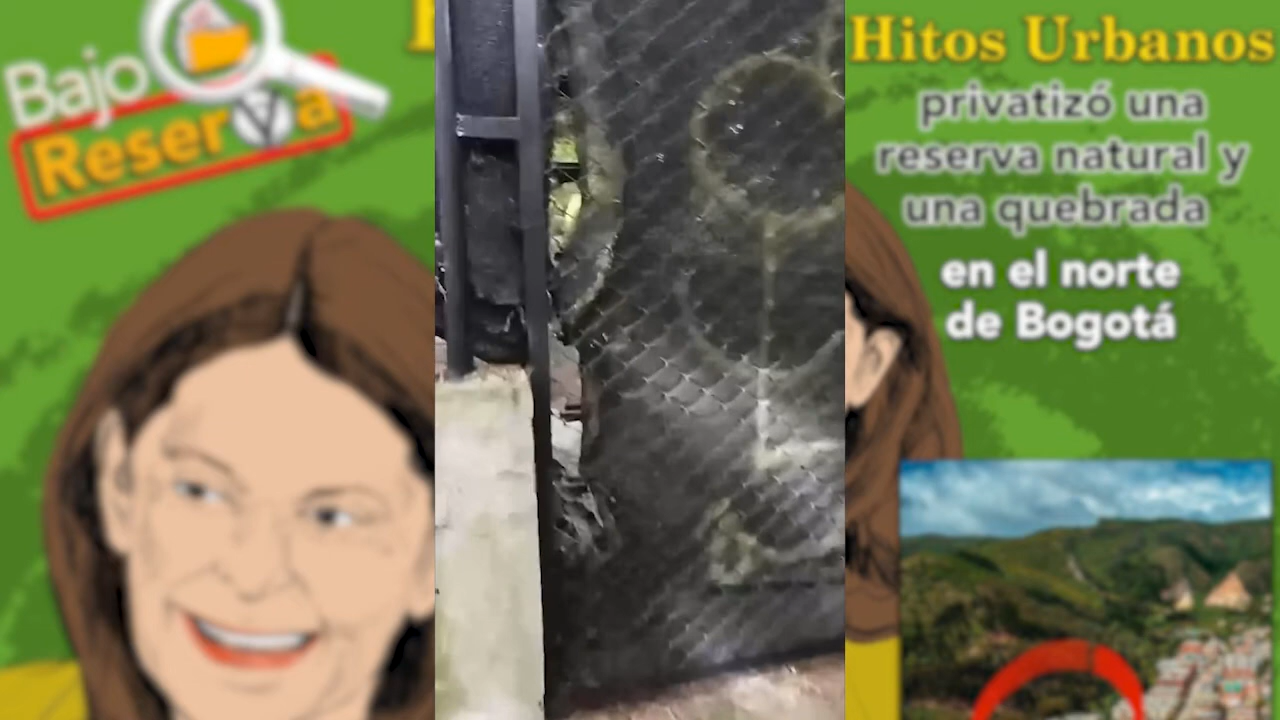 Bajo
Reserva
Hitos Urbanos
privatizó una
reserva natural y
una quebrada
en el norte
de Bogotá